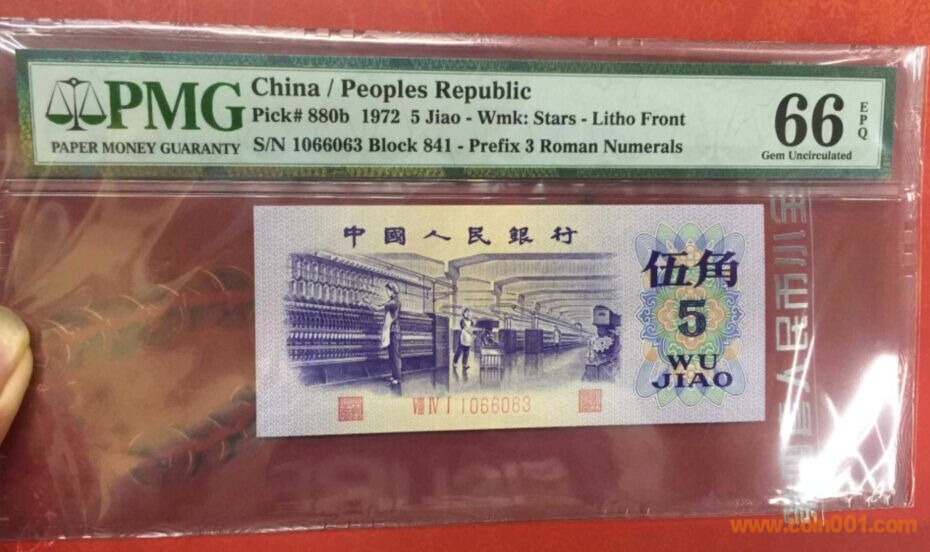 PMG
PAPER MONEY GUARANTY
China / Peoples Republic
Pick# 880b 1972 5 Jiao - Wmk: Stars - Litho Front
S/N 1066063 Block 841 - Prefix 3 Roman Numerals
66
EPQ
Gem Uncirculated
中國人民銀行
伍角
5
WU
JIAO
VIII IV I 1066063
www.coin001.com